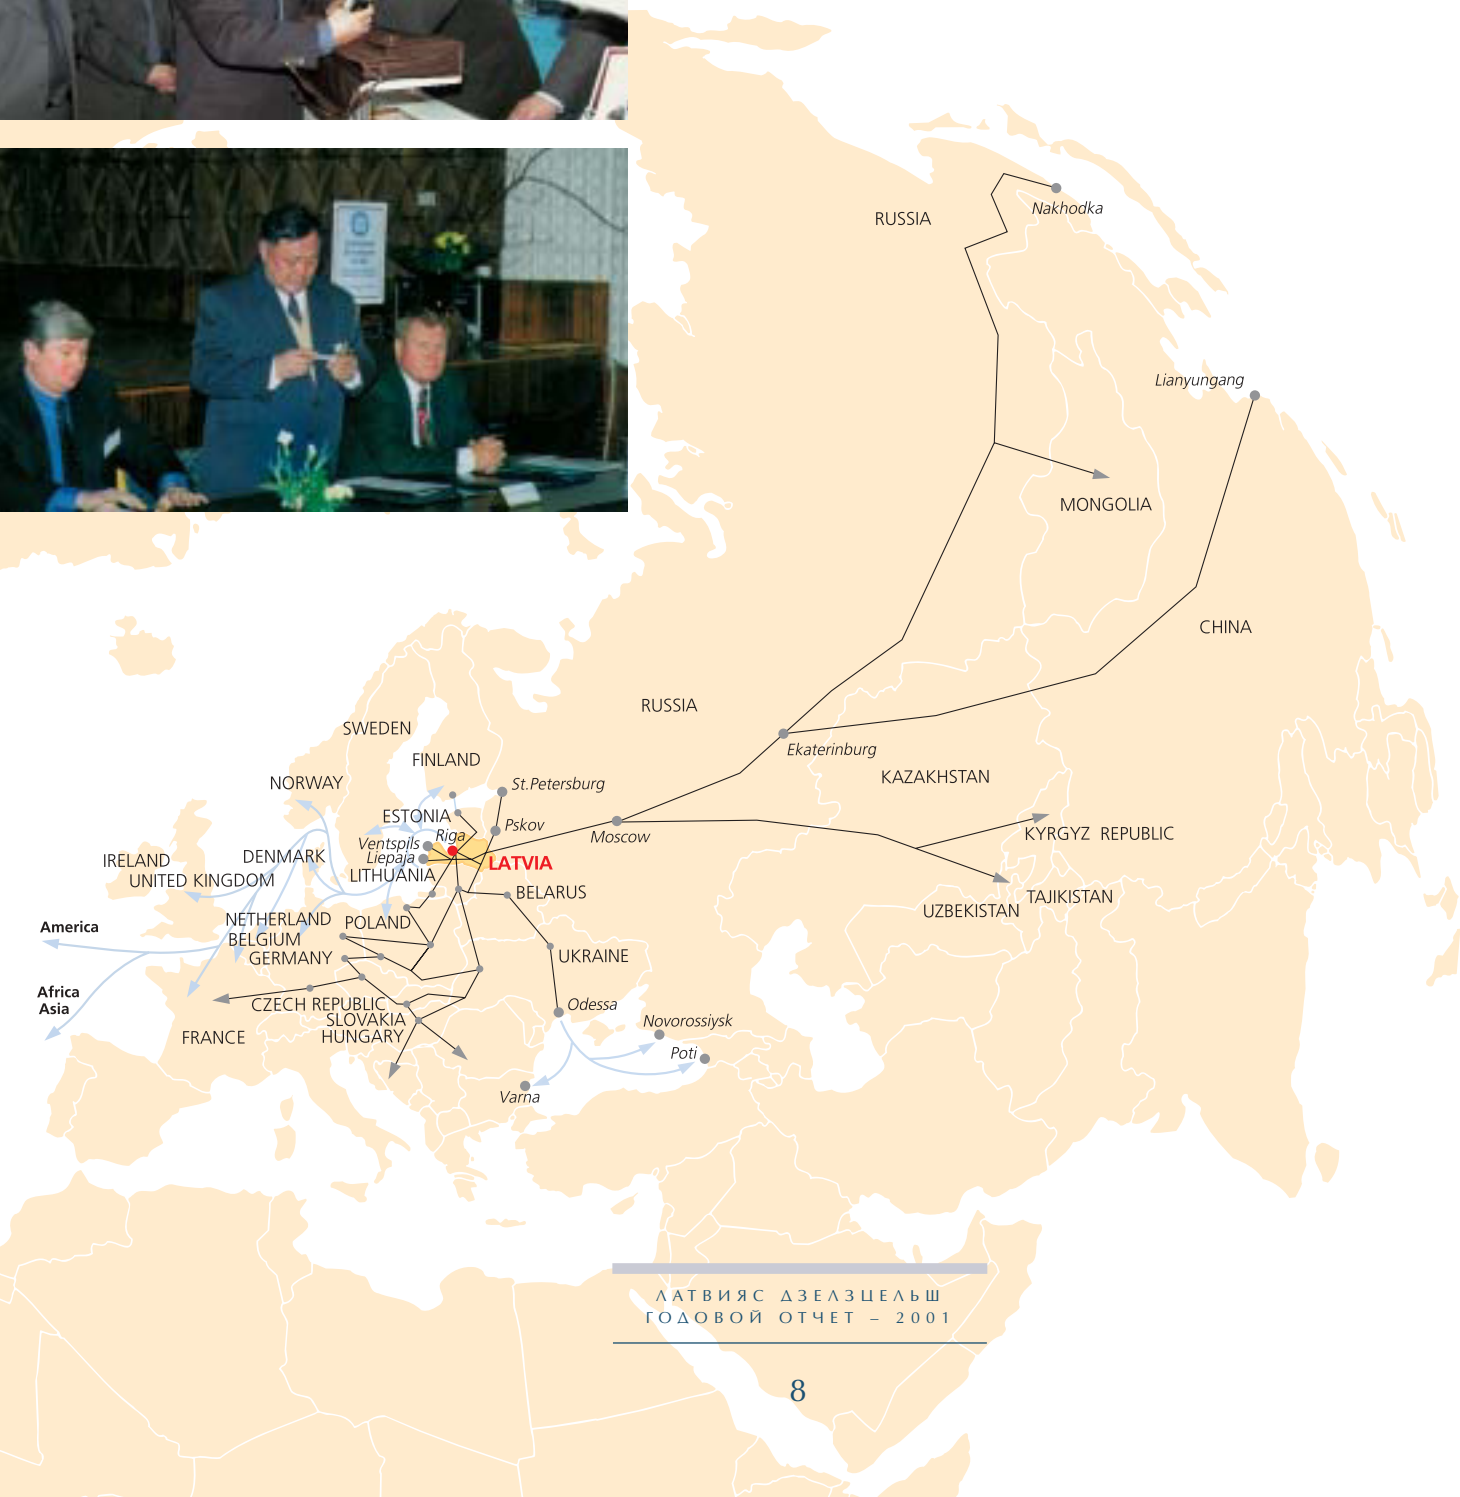 RUSSIA
Nakhodka
Lianyungang
MONGOLIA
CHINA
RUSSIA
SWEDEN
FINLAND
Ekaterinburg
NORWAY
St.Petersburg
KAZAKHSTAN
ESTONIA
Pskov
Riga
Moscow
KYRGYZ REPUBLIC
Ventspils
Liepaja
IRELAND
DENMARK
LATVIA
UNITED KINGDOM
LITHUANIA
BELARUS
TAJIKISTAN
UZBEKISTAN
America
NETHERLAND
POLAND
BELGIUM
GERMANY
UKRAINE
Africa
Asia
CZECH REPUBLIC
Odessa
SLOVAKIA
Novorossiysk
FRANCE
HUNGARY
Poti
Varna
ЛАТВИЯС ДЗЕЛЗЦЕЛЬШ
ГОДОВОЙ ОТЧЕТ – 2001
8